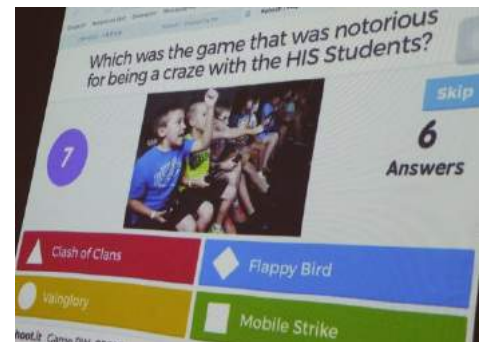 Which was the game that was notorious
for being a craze with the HIS Students?
Skip
7
6
Answers
Clash of Clans
Flappy Bird
Vainglory
Mobile Strike